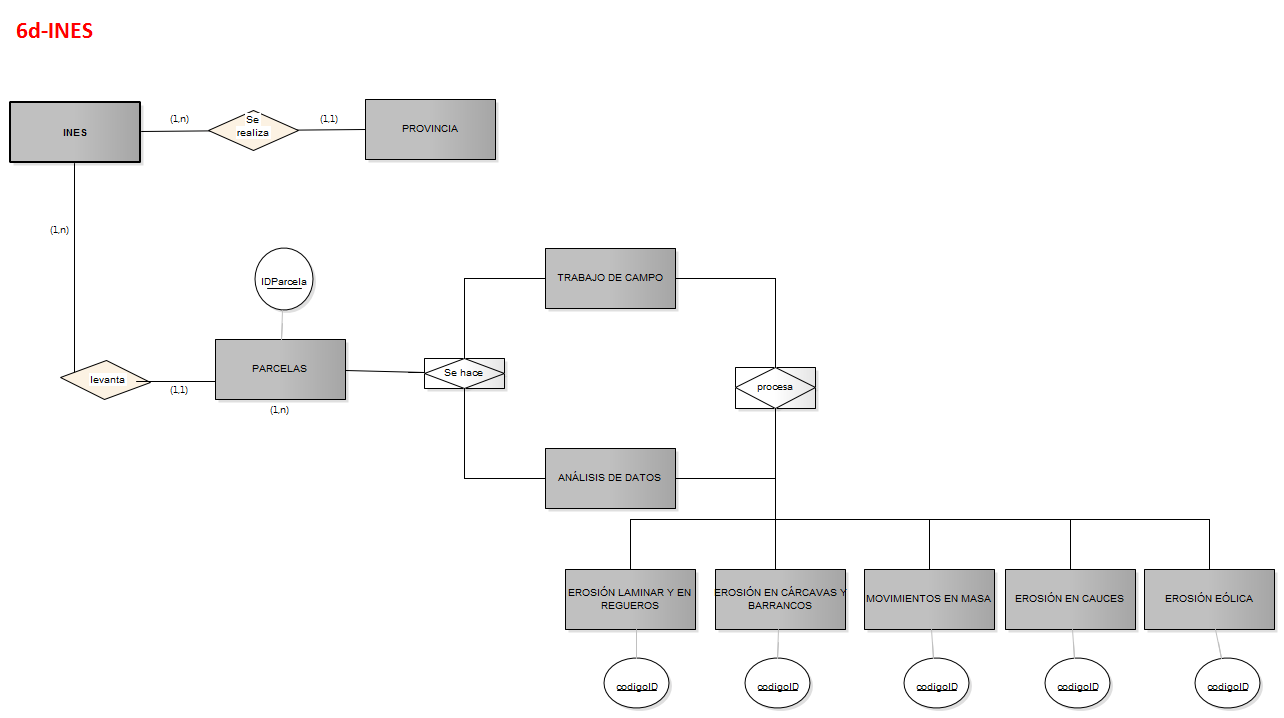 6d-INES
INES
(1,n)
Se
realiza
(1,1)
PROVINCIA
(1,n)
IDParcela
TRABAJO DE CAMPO
PARCELAS
Se hace
levanta
(1,1)
(1,n)
procesa
ANÁLISIS DE DATOS
EROSIÓN LAMINAR Y EN
REGUEROS
EROSIÓN EN CÁRCAVAS Y
BARRANCOS
MOVIMIENTOS EN MASA
EROSIÓN EN CAUCES
EROSIÓN EÓLICA
codigoID
codigoID
codigoID
codigoID
codigoID